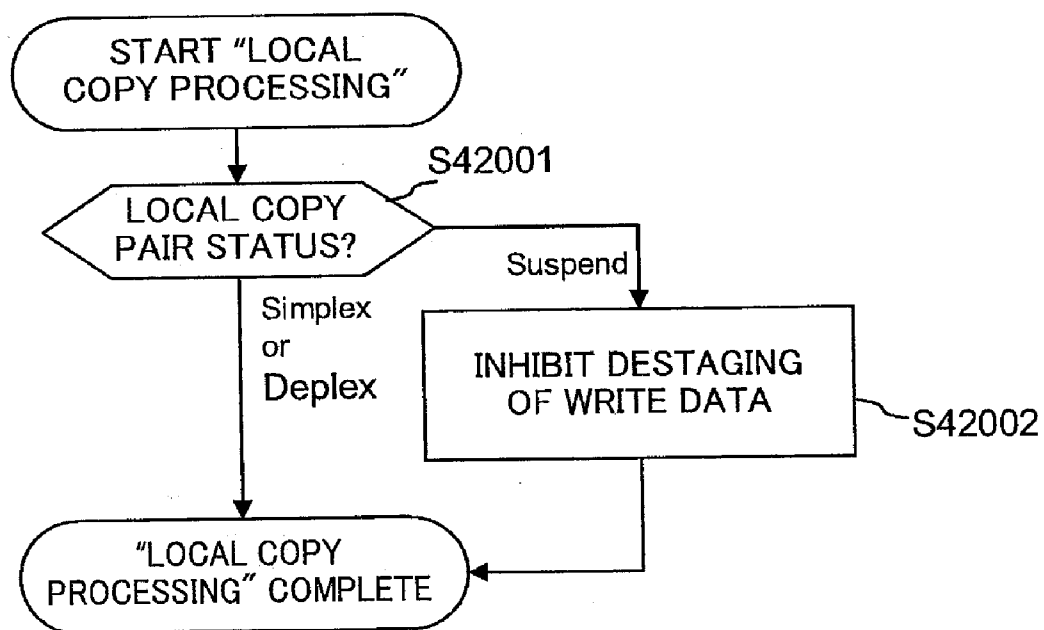 START “LOCAL
COPY PROCESSING”
S42001
LOCAL COPY
PAIR STATUS?
Suspend
Simplex
or
Deplex
INHIBIT DESTAGING
OF WRITE DATA
S42002
“LOCAL COPY
PROCESSING” COMPLETE